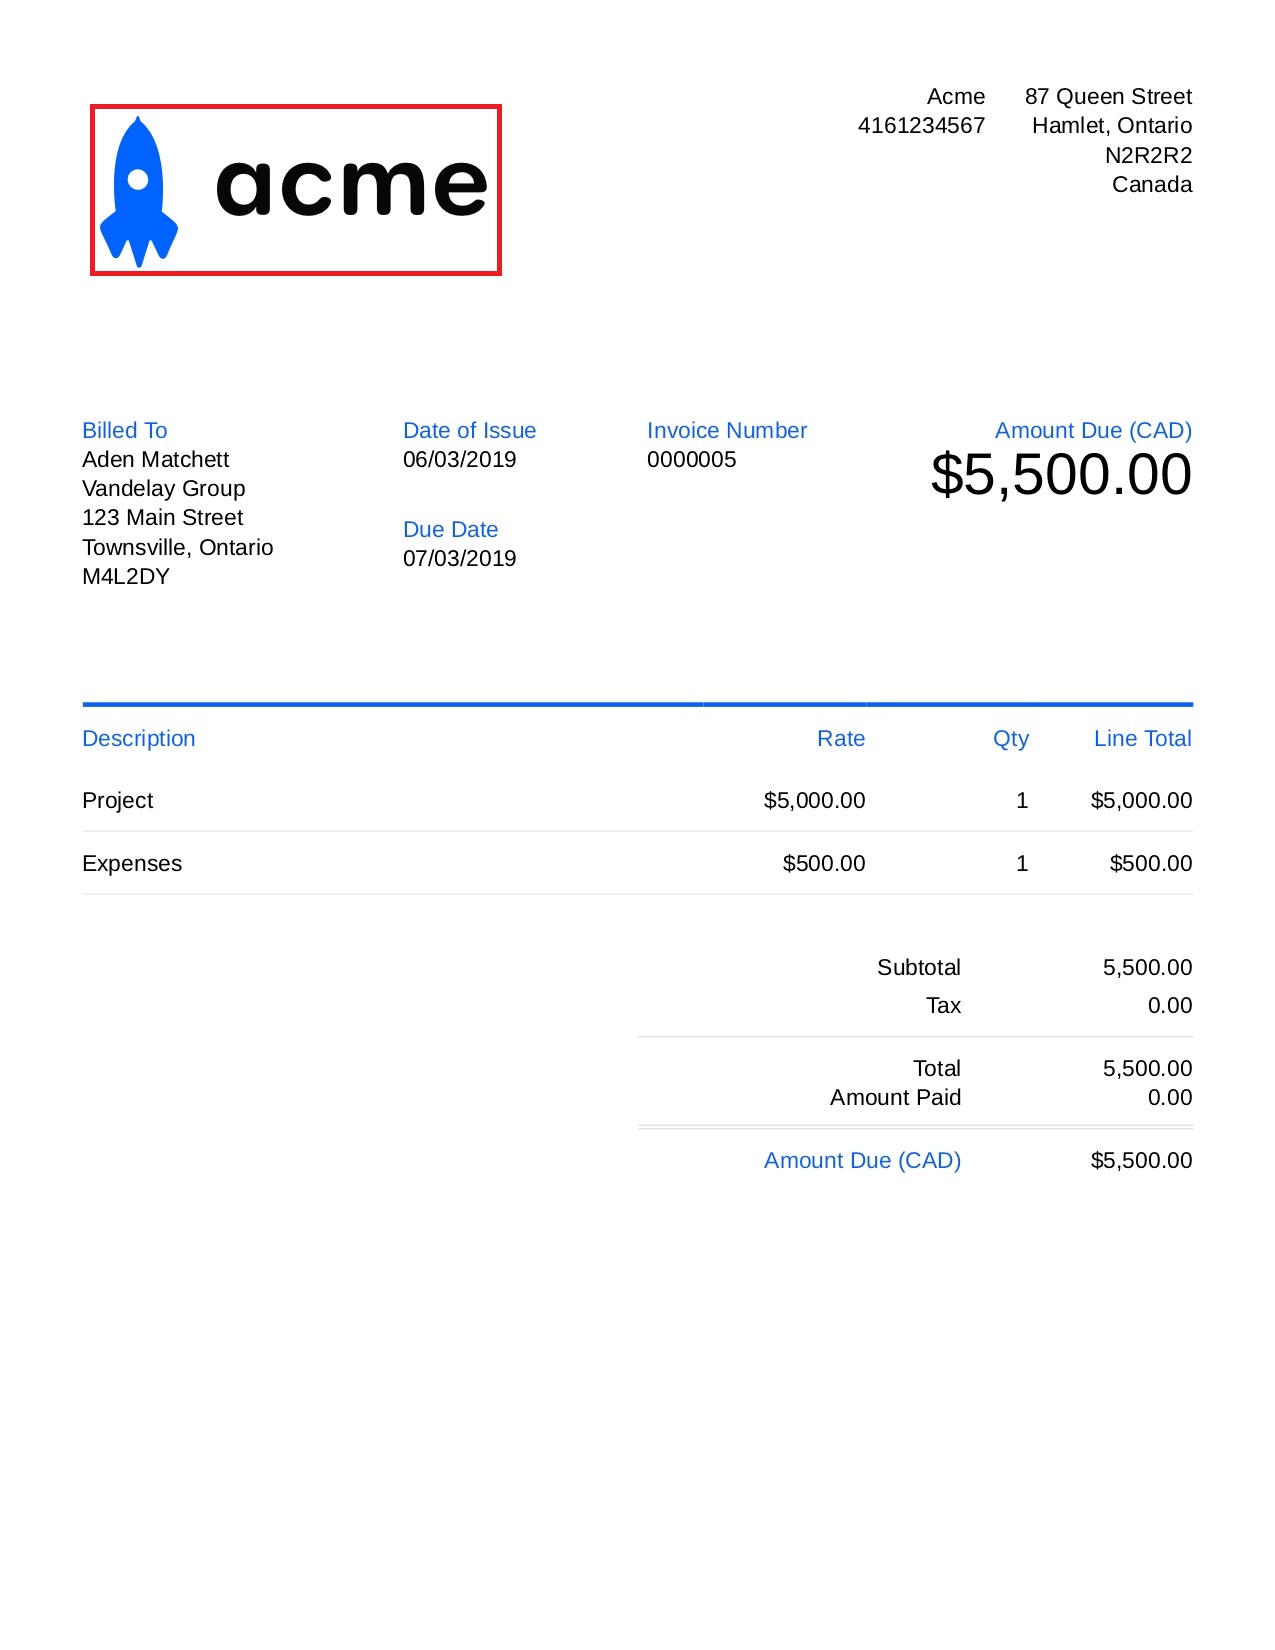 acme
Acme
4161234567
87 Queen Street
Hamlet, Ontario
N2R2R2
Canada
Billed To
Aden Matchett
Vandelay Group
123 Main Street
Townsville, Ontario
M4L2DY
Date of Issue
06/03/2019
Due Date
07/03/2019
Invoice Number
0000005
Amount Due (CAD)
$5,500.00
Description Rate Qty Line Total
Project $5,000.00 1 $5,000.00
Expenses $500.00 1 $500.00
Subtotal 5,500.00
Tax 0.00
Total 5,500.00
Amount Paid 0.00
Amount Due (CAD) $5,500.00